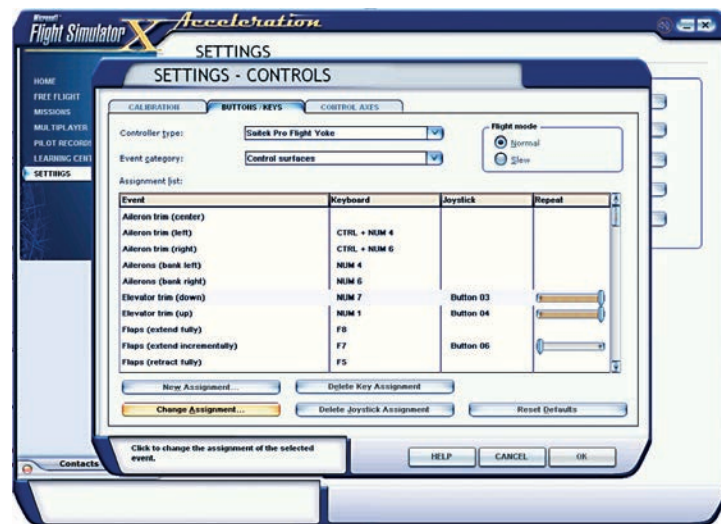 Microsoft
Flight Simulator X Acceleration
SETTINGS
SETTINGS - CONTROLS
HOME
FREE FLIGHT
MISSIONS
MULTIPLAYER
PILOT RECORDS
LEARNING CENT
SETTINGS
CALIBRATION BUTTONS/KEYS CONTROL AXES
Controller type: Saitek Pro Flight Yoke
Flight mode
Normal
Event category: Control surfaces
Slew
Assignment list:
Event Keyboard Joystick Repeat
Aileron trim (center)
Aileron trim (left) CTRL + NUM 4
Aileron trim (right) CTRL + NUM 6
Ailerons (bank left) NUM 4
Ailerons (bank right) NUM 6
Elevator trim (down) NUM 7 Button 03
Elevator trim (up) NUM 1 Button 04
Flaps (extend fully) F8
Flaps (extend incrementally) F7 Button 06
Flaps (retract fully) F5
New Assignment... Delete Key Assignment
Change Assignment... Delete Joystick Assignment Reset Defaults
Click to change the assignment of the selected
event.
HELP CANCEL OK
Contacts